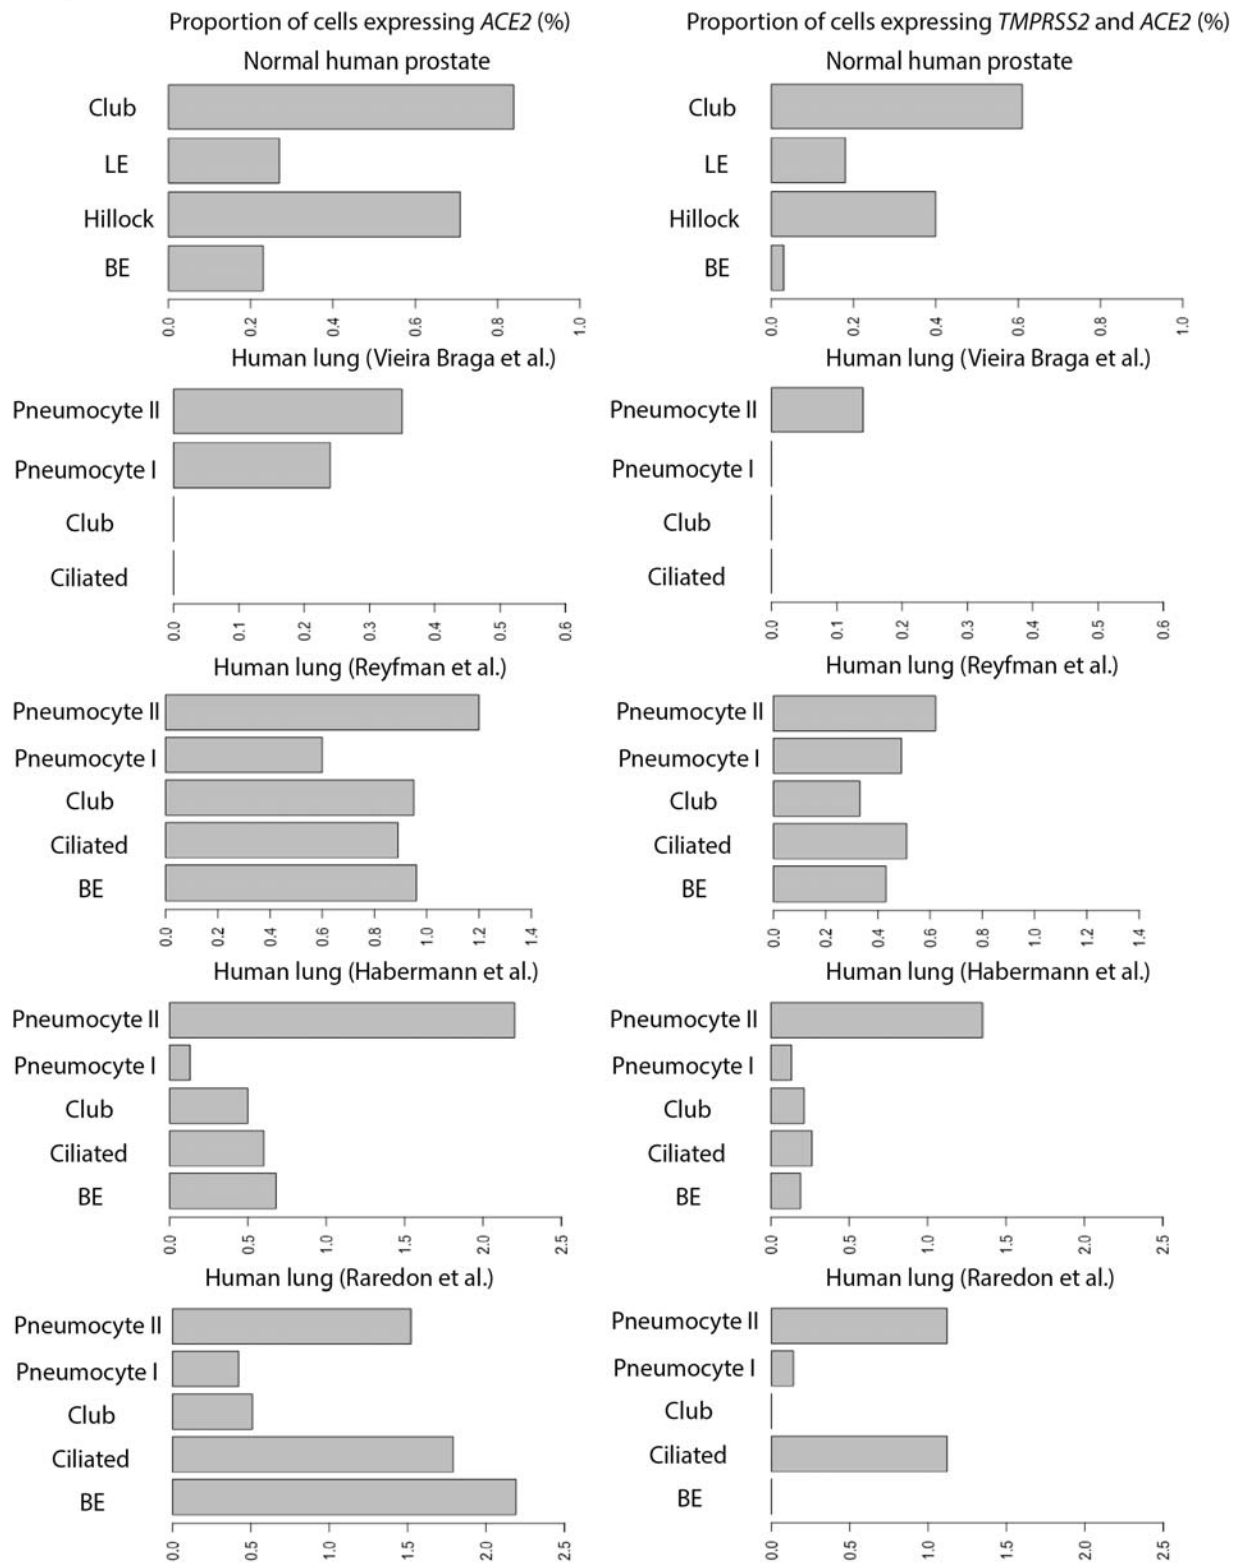 Proportion of cells expressing ACE2 (%)
Proportion of cells expressing TMPRSS2 and ACE2 (%)
Normal human prostate
Club
LE
Hillock
BE
0.0 0.2 0.4 0.6 0.8 1.0
Normal human prostate
Club
LE
Hillock
BE
0.0 0.2 0.4 0.6 0.8 1.0
Human lung (Vieira Braga et al.)
Pneumocyte II
Pneumocyte I
Club
Ciliated
0.0 0.1 0.2 0.3 0.4 0.5 0.6
Human lung (Vieira Braga et al.)
Pneumocyte II
Pneumocyte I
Club
Ciliated
0.0 0.1 0.2 0.3 0.4 0.5 0.6
Human lung (Reyfman et al.)
Pneumocyte II
Pneumocyte I
Club
Ciliated
BE
0.0 0.2 0.4 0.6 0.8 1.0 1.2 1.4
Human lung (Reyfman et al.)
Pneumocyte II
Pneumocyte I
Club
Ciliated
BE
0.0 0.2 0.4 0.6 0.8 1.0 1.2 1.4
Human lung (Habermann et al.)
Pneumocyte II
Pneumocyte I
Club
Ciliated
BE
0.0 0.5 1.0 1.5 2.0 2.5
Human lung (Habermann et al.)
Pneumocyte II
Pneumocyte I
Club
Ciliated
BE
0.0 0.5 1.0 1.5 2.0 2.5
Human lung (Raredon et al.)
Pneumocyte II
Pneumocyte I
Club
Ciliated
BE
0.0 0.5 1.0 1.5 2.0 2.5
Human lung (Raredon et al.)
Pneumocyte II
Pneumocyte I
Club
Ciliated
BE
0.0 0.5 1.0 1.5 2.0 2.5